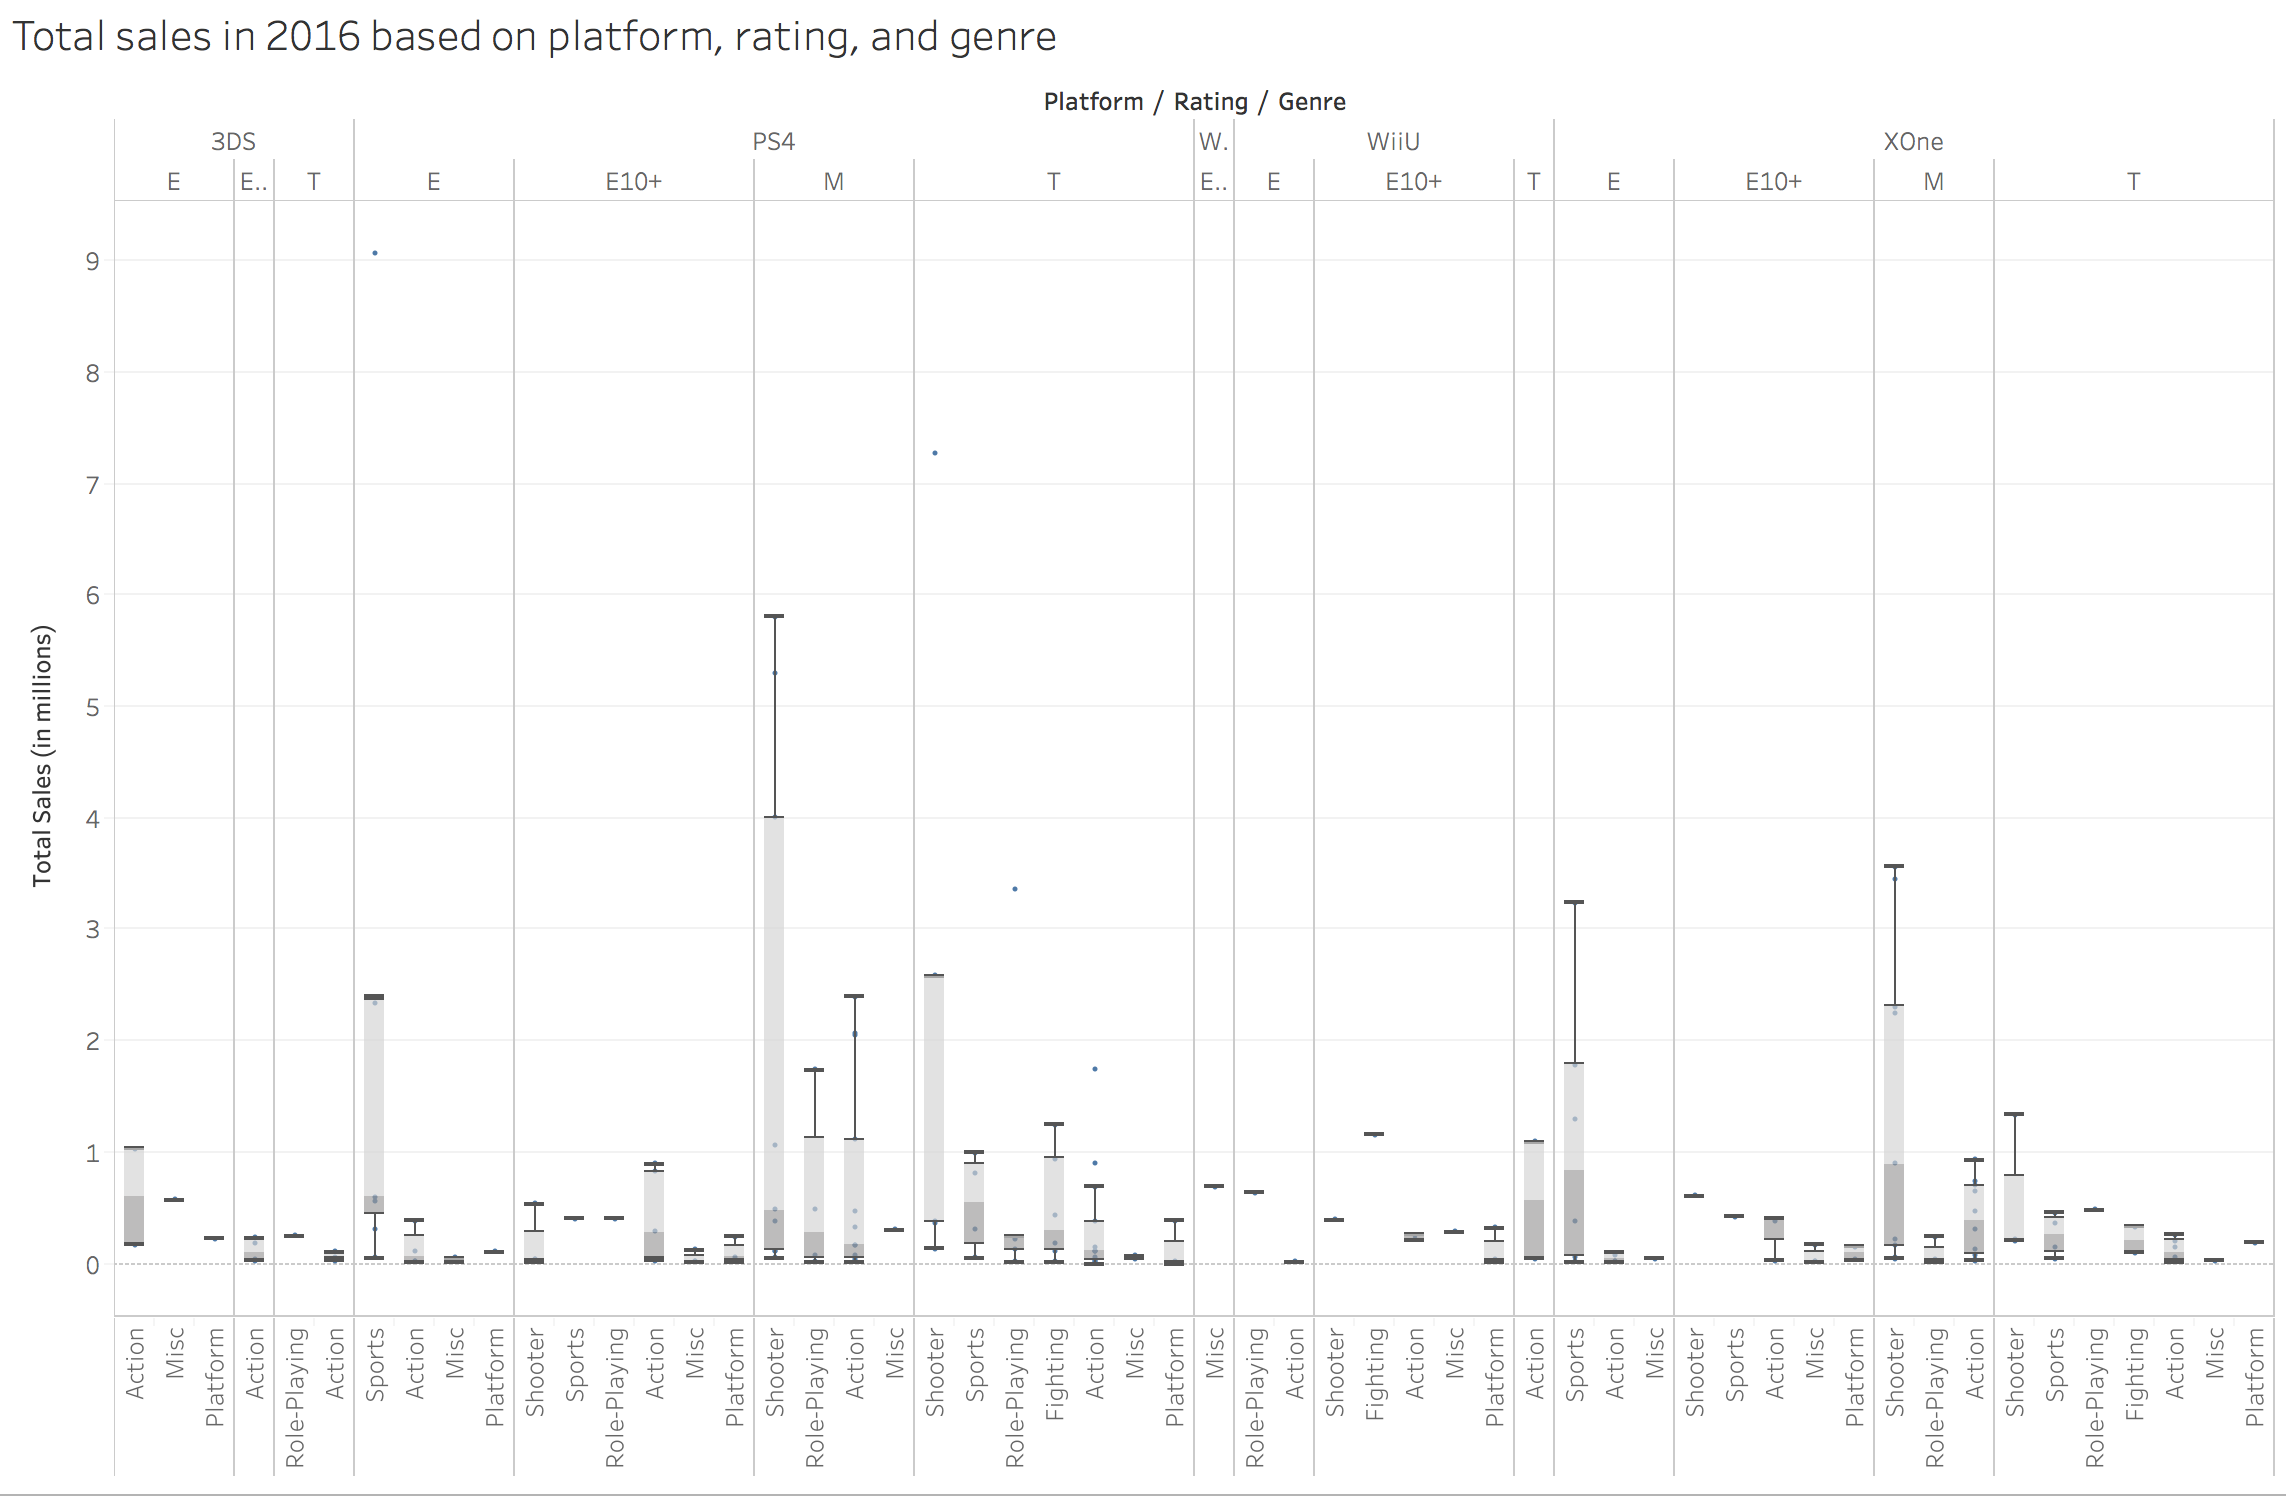 Total sales in 2016 based on platform, rating, and genre
Platform / Rating / Genre
3DS PS4 W. WiiU XOne
E E.. T E E10+ M T E.. E E10+ T E E10+ M T
9
8
7
6
5
4
3
2
1
0
Total Sales (in millions)
Action Misc Platform Action Role-Playing Action Sports Action Misc Platform Shooter Sports Role-Playing Action Misc Platform Shooter Role-Playing Action Misc Shooter Sports Role-Playing Fighting Action Misc Platform Misc Role-Playing Action Shooter Fighting Action Misc Platform Action Sports Action Misc Shooter Sports Action Misc Platform Shooter Role-Playing Action Shooter Sports Role-Playing Fighting Action Misc Platform